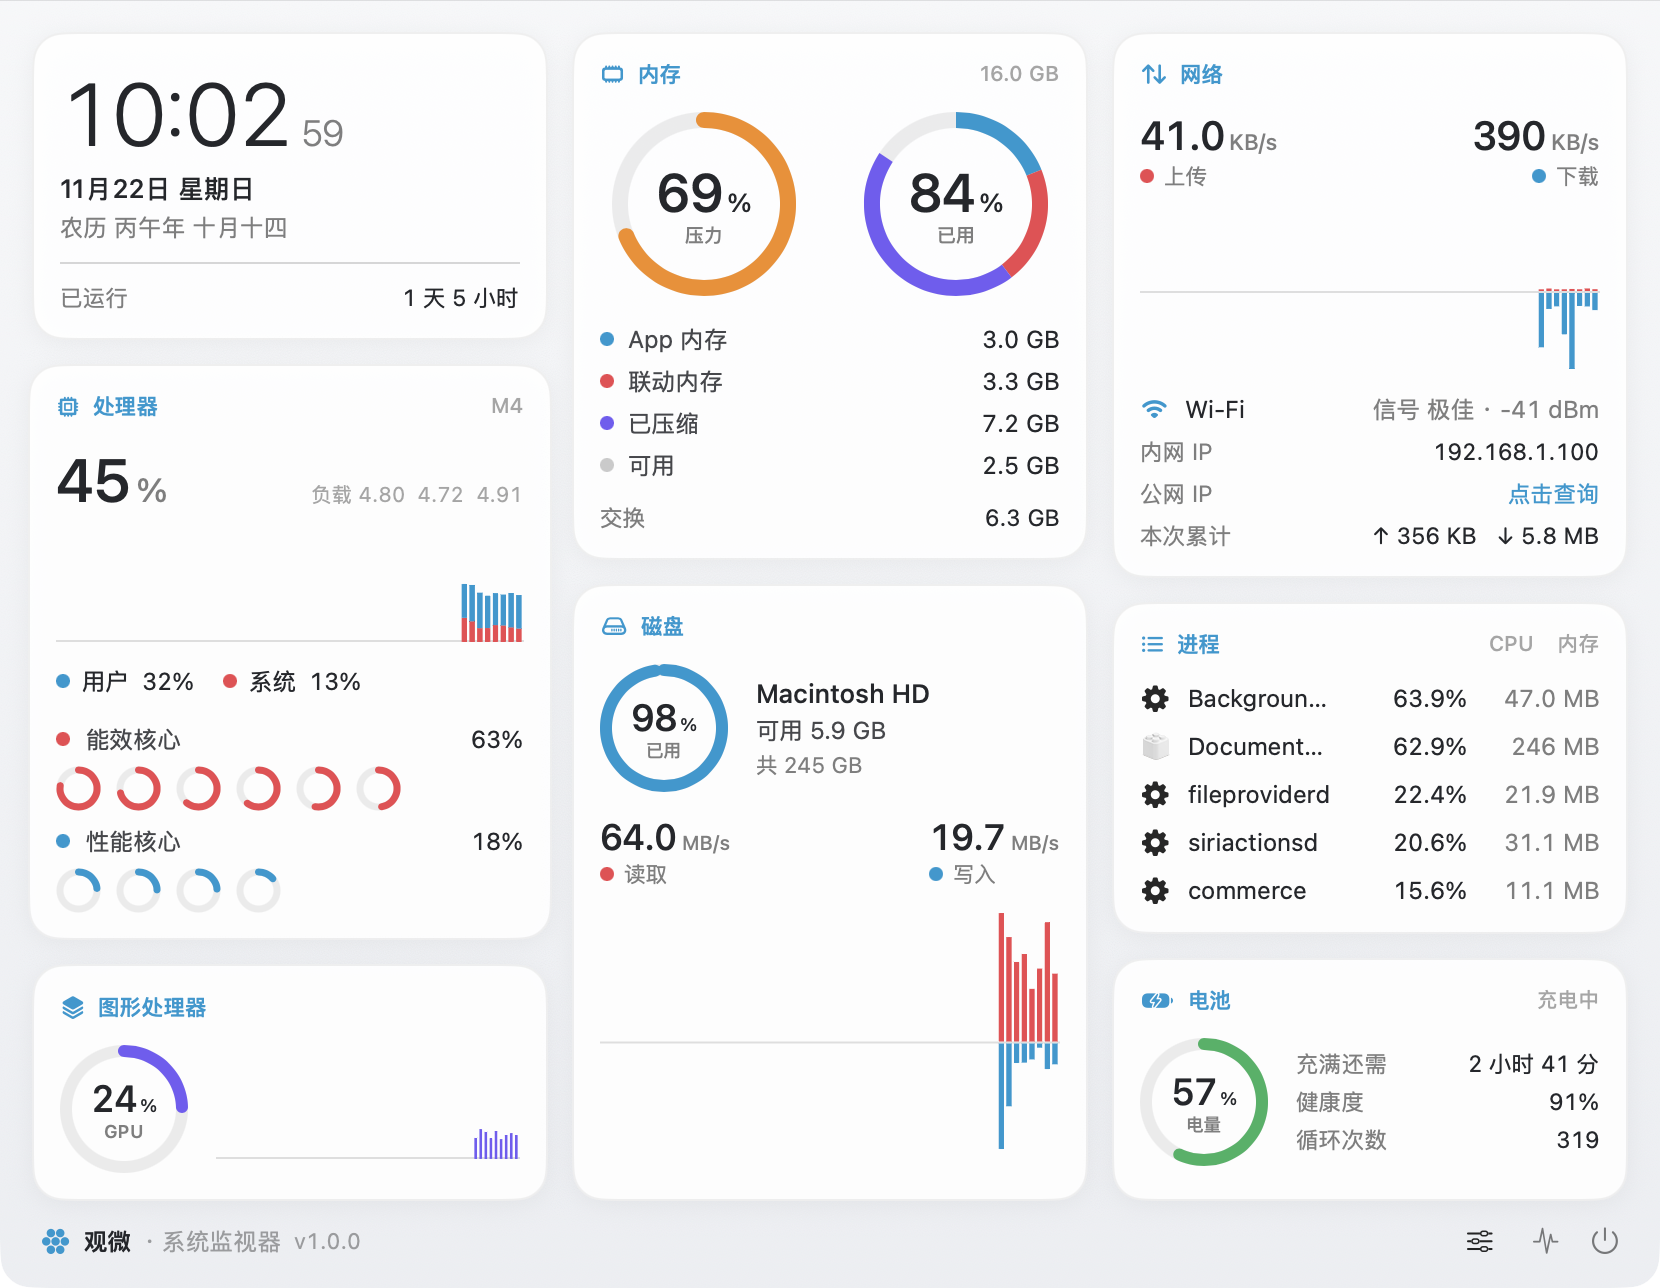 10:02 59
11月22日 星期日
农历 丙午年 十月十四
已运行 1 天 5 小时
处理器 M4
45 % 负载 4.80 4.72 4.91
用户 32% 系统 13%
能效核心 63%
性能核心 18%
图形处理器
24 %
GPU
内存 16.0 GB
69 % 84 %
压力 已用
App 内存 3.0 GB
联动内存 3.3 GB
已压缩 7.2 GB
可用 2.5 GB
交换 6.3 GB
磁盘
98 %
已用
Macintosh HD
可用 5.9 GB
共 245 GB
64.0 MB/s 19.7 MB/s
读取 写入
网络
41.0 KB/s 390 KB/s
上传 下载
Wi-Fi 信号 极佳 · -41 dBm
内网 IP 192.168.1.100
公网 IP 点击查询
本次累计 ↑ 356 KB ↓ 5.8 MB
进程 CPU 内存
Backgroun... 63.9% 47.0 MB
Document... 62.9% 246 MB
fileproviderd 22.4% 21.9 MB
siriactionsd 20.6% 31.1 MB
commerce 15.6% 11.1 MB
电池 充电中
57 %
电量
充满还需 2 小时 41 分
健康度 91%
循环次数 319
观微 · 系统监视器 v1.0.0